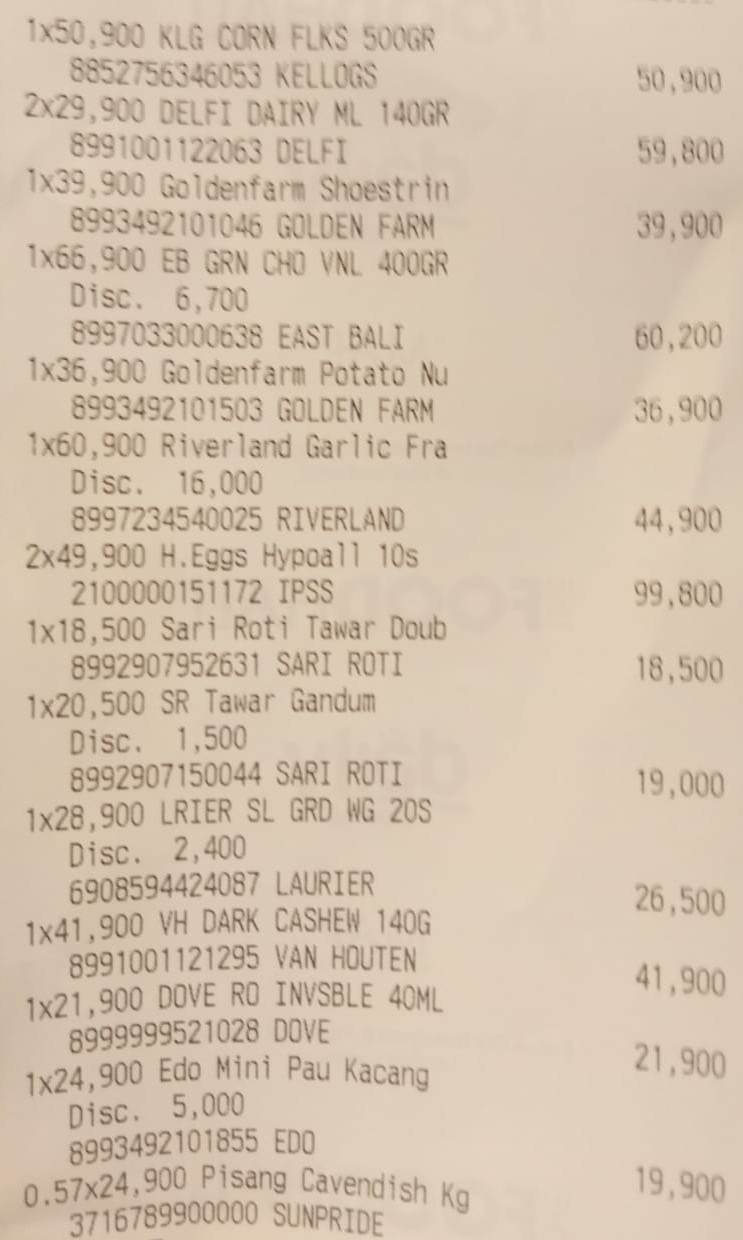 1x50,900 KLG CORN FLKS 500GR
8852756346053 KELLOGS 50,900
2x29,900 DELFI DAIRY ML 140GR
8991001122063 DELFI 59,800
1x39,900 Goldenfarm Shoestrin
8993492101046 GOLDEN FARM 39,900
1x66,900 EB GRN CHO VNL 400GR
Disc. 6,700
8997033000638 EAST BALI 60,200
1x36,900 Goldenfarm Potato Nu
8993492101503 GOLDEN FARM 36,900
1x60,900 Riverland Garlic Fra
Disc. 16,000
8997234540025 RIVERLAND 44,900
2x49,900 H.Eggs Hypoall 10s
2100000151172 IPSS 99,800
1x18,500 Sari Roti Tawar Doub
8992907952631 SARI ROTI 18,500
1x20,500 SR Tawar Gandum
Disc. 1,500
8992907150044 SARI ROTI 19,000
1x28,900 LRIER SL GRD WG 20S
Disc. 2,400
6908594424087 LAURIER 26,500
1x41,900 VH DARK CASHEW 140G
8991001121295 VAN HOUTEN 41,900
1x21,900 DOVE RO INVSBLE 40ML
8999999521028 DOVE 21,900
1x24,900 Edo Mini Pau Kacang
Disc. 5,000
8993492101855 EDO 19,900
0.57x24,900 Pisang Cavendish Kg
3716789900000 SUNPRIDE